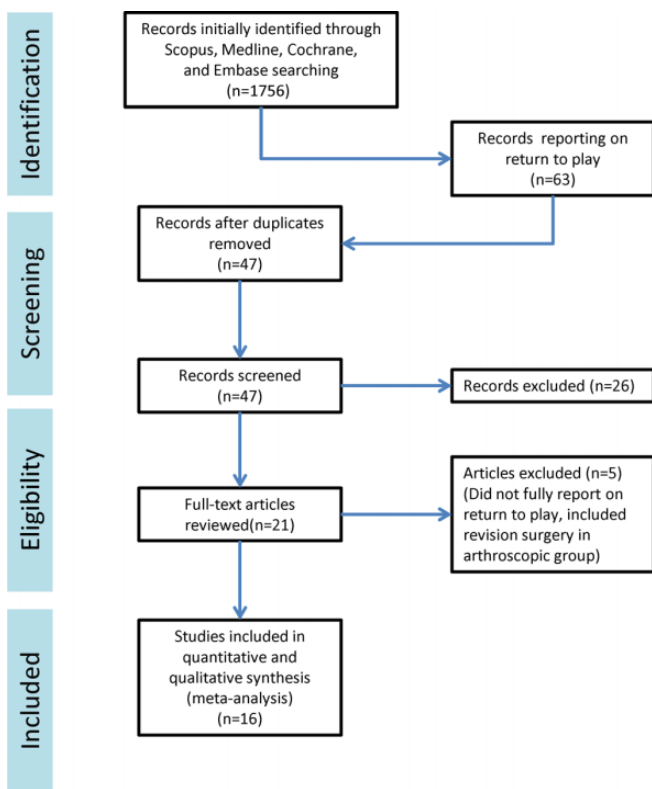 Identification
Records initially identified through
Scopus, Medline, Cochrane,
and Embase searching
(n=1756)
Records reporting on
return to play
(n=63)
Screening
Records after duplicates
removed
(n=47)
Records screened
(n=47)
Records excluded (n=26)
Eligibility
Full-text articles
reviewed(n=21)
Articles excluded (n=5)
(Did not fully report on
return to play, included
revision surgery in
arthroscopic group)
Included
Studies included in
quantitative and
qualitative synthesis
(meta-analysis)
(n=16)